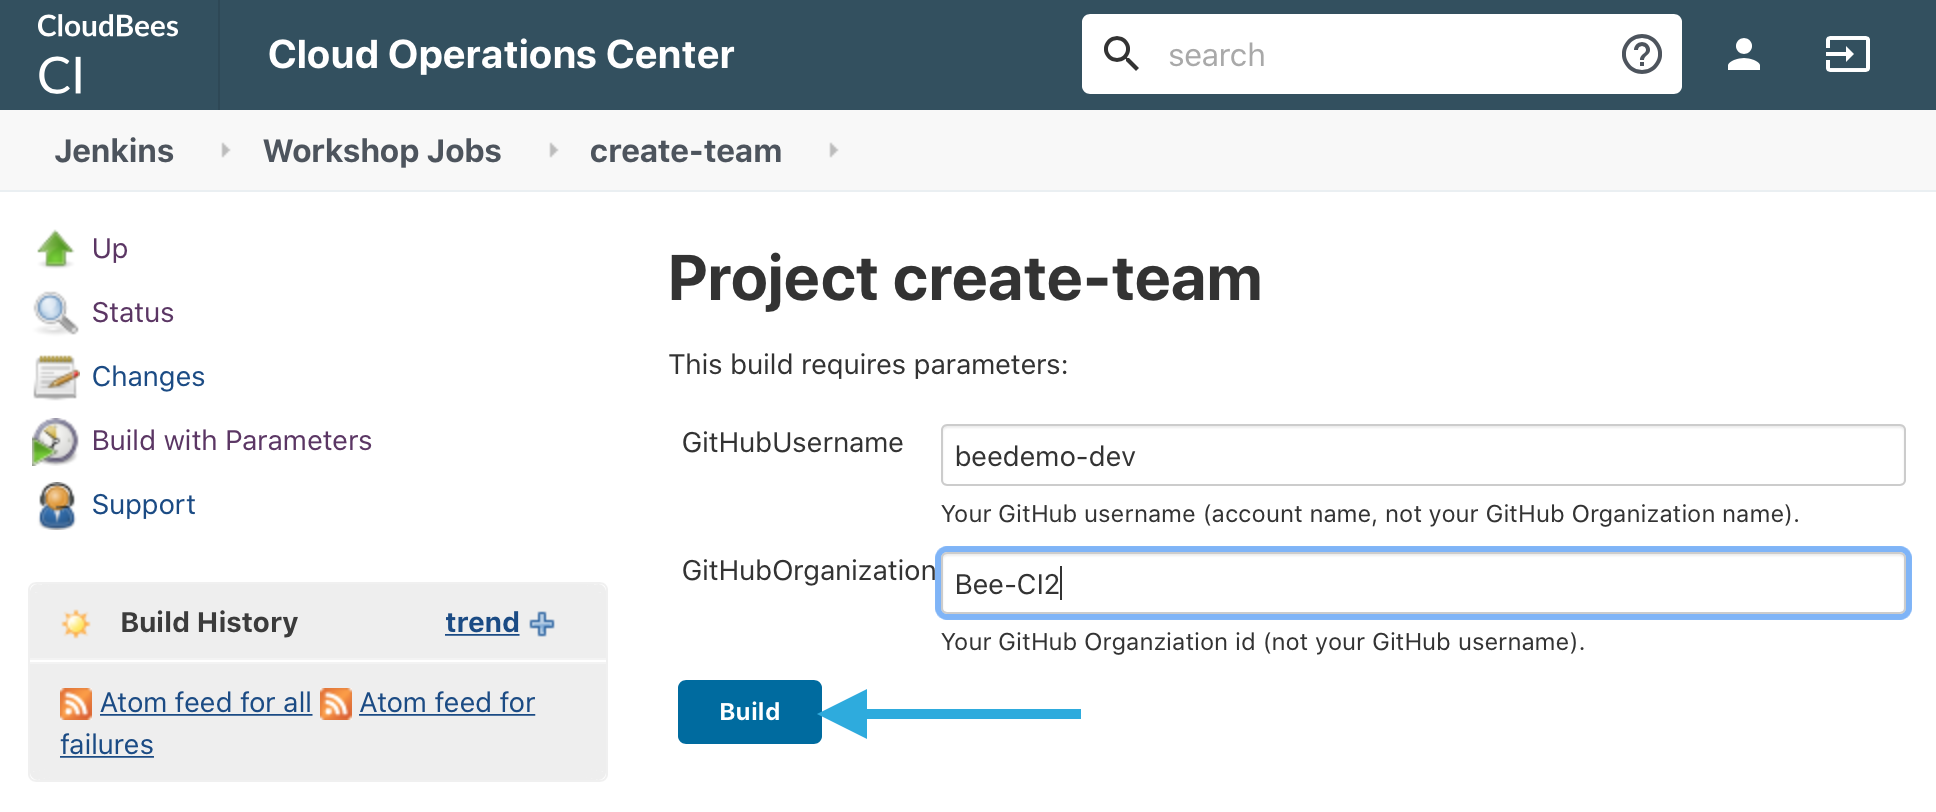 CloudBees
CI
Cloud Operations Center
search
Jenkins
Workshop Jobs
create-team
Up
Status
Changes
Build with Parameters
Support
Build History
trend
Atom feed for all Atom feed for
failures
Project create-team
This build requires parameters:
GitHubUsername
beedemo-dev
Your GitHub username (account name, not your GitHub Organization name).
GitHubOrganization
Bee-CI2
Your GitHub Organziation id (not your GitHub username).
Build